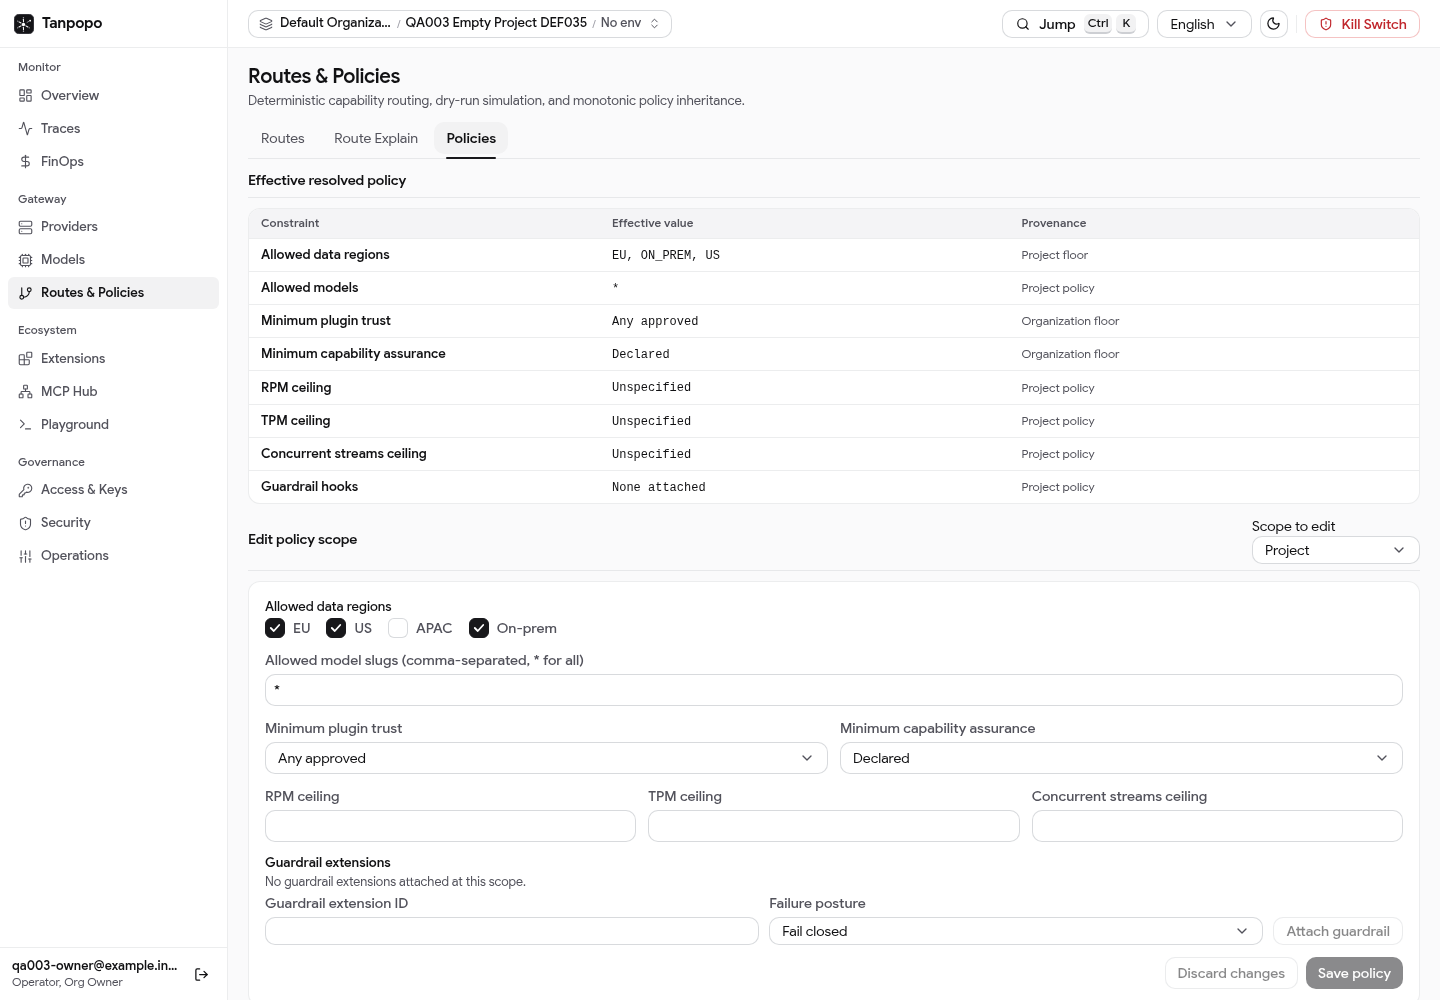 Tanpopo
Default Organiza... / QA003 Empty Project DEF035 / No env
Jump Ctrl K
English
Kill Switch
Monitor
Overview
Traces
FinOps
Gateway
Providers
Models
Routes & Policies
Ecosystem
Extensions
MCP Hub
Playground
Governance
Access & Keys
Security
Operations
qa003-owner@example.in...
Operator, Org Owner
Routes & Policies
Deterministic capability routing, dry-run simulation, and monotonic policy inheritance.
Routes Route Explain Policies
Effective resolved policy
Constraint Effective value Provenance
Allowed data regions EU, ON_PREM, US Project floor
Allowed models * Project policy
Minimum plugin trust Any approved Organization floor
Minimum capability assurance Declared Organization floor
RPM ceiling Unspecified Project policy
TPM ceiling Unspecified Project policy
Concurrent streams ceiling Unspecified Project policy
Guardrail hooks None attached Project policy
Edit policy scope
Scope to edit
Project
Allowed data regions
EU US APAC On-prem
Allowed model slugs (comma-separated, * for all)
*
Minimum plugin trust Minimum capability assurance
Any approved Declared
RPM ceiling TPM ceiling Concurrent streams ceiling
Guardrail extensions
No guardrail extensions attached at this scope.
Guardrail extension ID Failure posture
Fail closed Attach guardrail
Discard changes Save policy